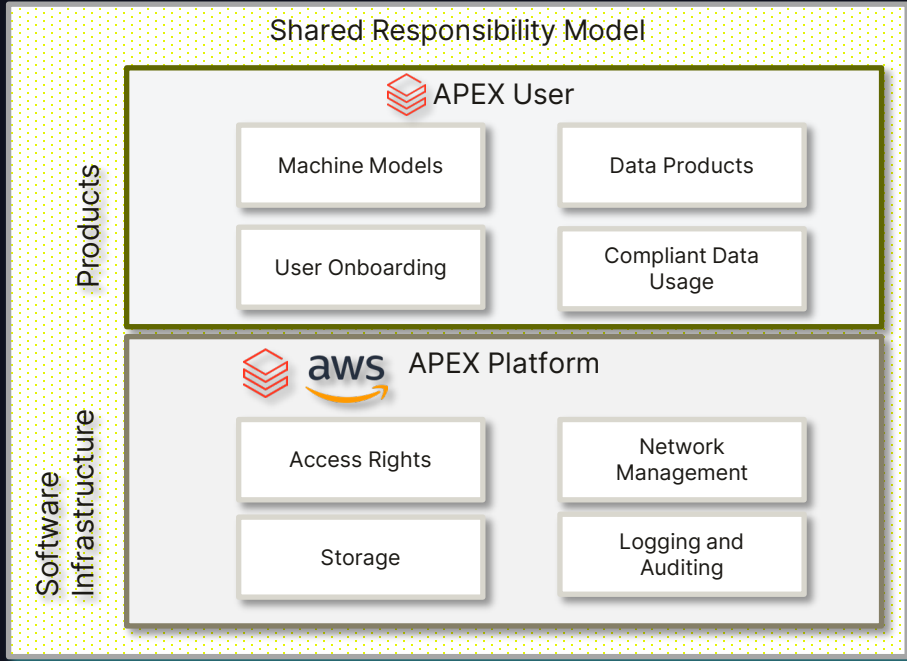 Shared Responsibility Model
Products
APEX User
Machine Models
Data Products
User Onboarding
Compliant Data
Usage
Software
Infrastructure
aws
APEX Platform
Access Rights
Network
Management
Storage
Logging and
Auditing